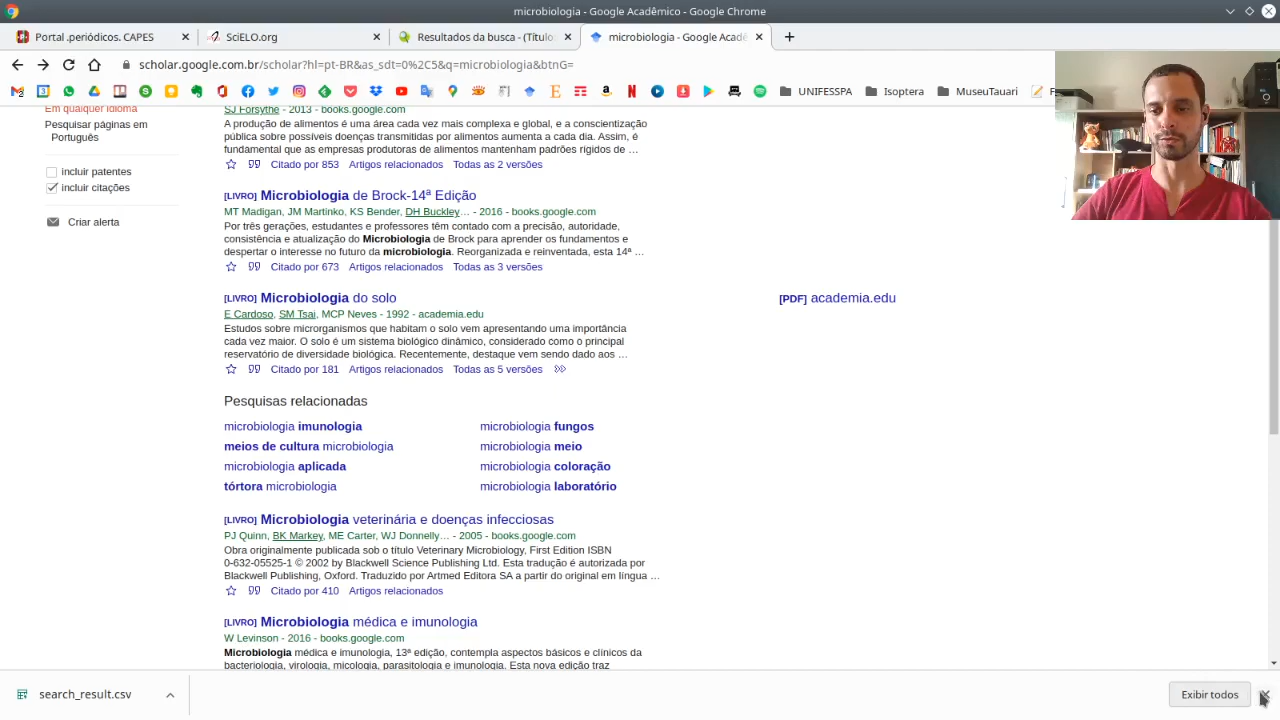 microbiologia - Google Acadêmico - Google Chrome
Portal .periódicos. CAPES
SciELO.org
Resultados da busca - (Título:
microbiologia - Google Acadê
scholar.google.com.br/scholar?hl=pt-BR&as_sdt=0%2C5&q=microbiologia&btnG=
UNIFESSPA
Isoptera
MuseuTauari
Em qualquer idioma
Pesquisar páginas em
Português
incluir patentes
incluir citações
Criar alerta
SJ Forsythe - 2013 - books.google.com
A produção de alimentos é uma área cada vez mais complexa e global, e a conscientização
pública sobre possíveis doenças transmitidas por alimentos aumenta a cada dia. Assim, é
fundamental que as empresas produtoras de alimentos mantenham padrões rígidos de …
Citado por 853 Artigos relacionados Todas as 2 versões
[LIVRO] Microbiologia de Brock-14ª Edição
MT Madigan, JM Martinko, KS Bender, DH Buckley… - 2016 - books.google.com
Por três gerações, estudantes e professores têm contado com a precisão, autoridade,
consistência e atualização do Microbiologia de Brock para aprender os fundamentos e
despertar o interesse no futuro da microbiologia. Reorganizada e reinventada, esta 14ª …
Citado por 673 Artigos relacionados Todas as 3 versões
[LIVRO] Microbiologia do solo
[PDF] academia.edu
E Cardoso, SM Tsai, MCP Neves - 1992 - academia.edu
Estudos sobre microrganismos que habitam o solo vem apresentando uma importância
cada vez maior. O solo é um sistema biológico dinâmico, considerado como o principal
reservatório de diversidade biológica. Recentemente, destaque vem sendo dado aos …
Citado por 181 Artigos relacionados Todas as 5 versões
Pesquisas relacionadas
microbiologia imunologia
microbiologia fungos
meios de cultura microbiologia
microbiologia meio
microbiologia aplicada
microbiologia coloração
tórtora microbiologia
microbiologia laboratório
[LIVRO] Microbiologia veterinária e doenças infecciosas
PJ Quinn, BK Markey, ME Carter, WJ Donnelly… - 2005 - books.google.com
Obra originalmente publicada sob o título Veterinary Microbiology, First Edition ISBN
0-632-05525-1 © 2002 by Blackwell Science Publishing Ltd. Esta tradução é autorizada por
Blackwell Publishing, Oxford. Traduzido por Artmed Editora SA a partir do original em língua …
Citado por 410 Artigos relacionados
[LIVRO] Microbiologia médica e imunologia
W Levinson - 2016 - books.google.com
Microbiologia médica e imunologia, 13ª edição, contempla aspectos básicos e clínicos da
bacteriologia, virologia, micologia, parasitologia e imunologia. Esta nova edição traz
search_result.csv
Exibir todos